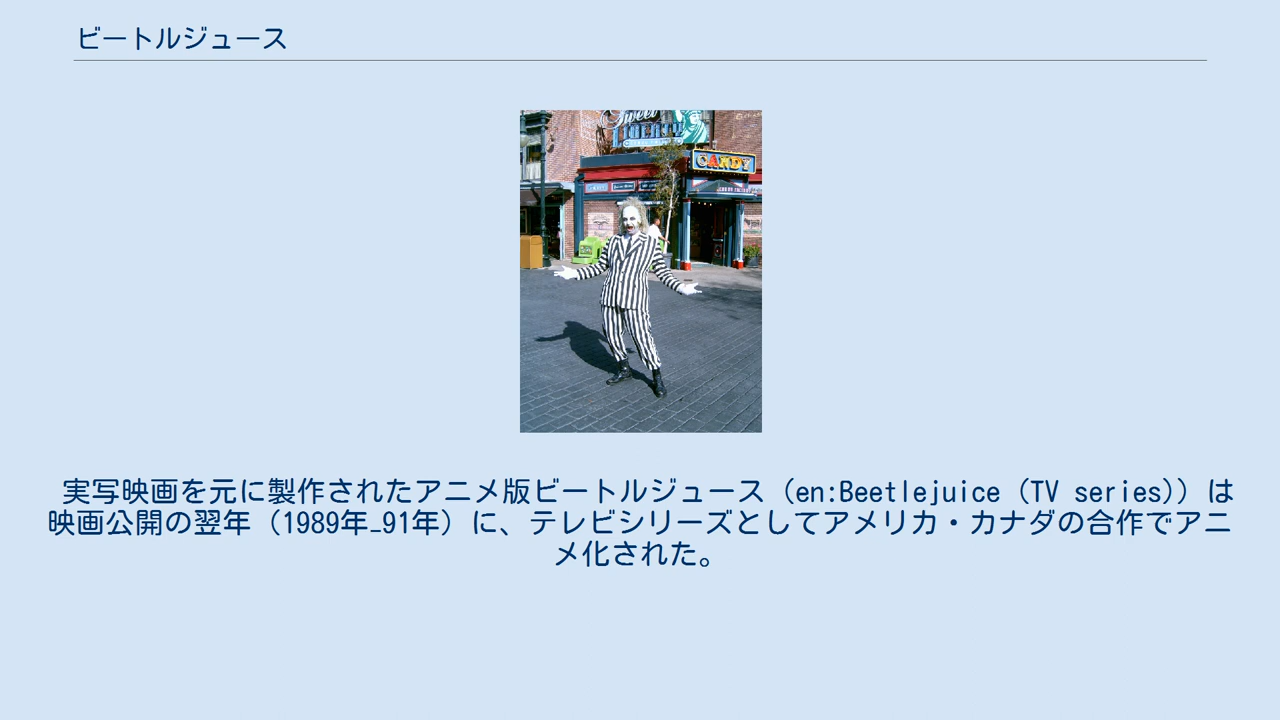 ビートルジュース
Sweet
LIBERTY
CANDY
実写映画を元に製作されたアニメ版ビートルジュース（en:Beetlejuice（TV series)）は
映画公開の翌年（1989年-91年）に、テレビシリーズとしてアメリカ・カナダの合作でアニ
メ化された。